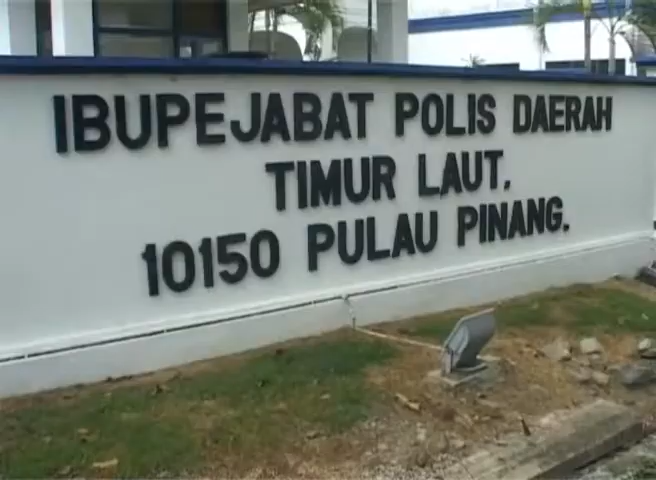 IBUPEJABAT POLIS DAERAH
TIMUR LAUT,
10150 PULAU PINANG.